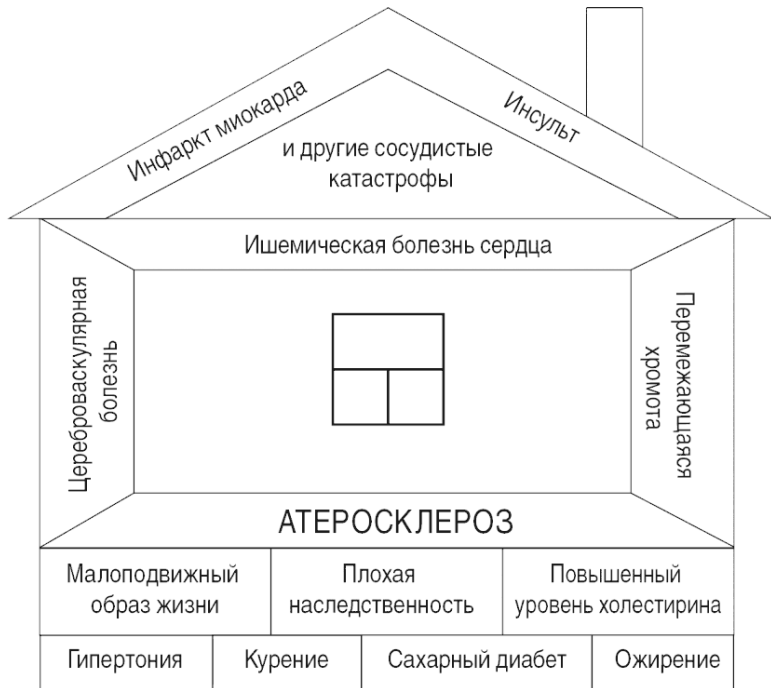 Инфаркт миокарда
Инсульт
и другие сосудистые
катастрофы
Ишемическая болезнь сердца
Цереброваскулярная
болезнь
Перемежающаяся
хромота
АТЕРОСКЛЕРОЗ
Малоподвижный
образ жизни
Плохая
наследственность
Повышенный
уровень холестирина
Гипертония
Курение
Сахарный диабет
Ожирение